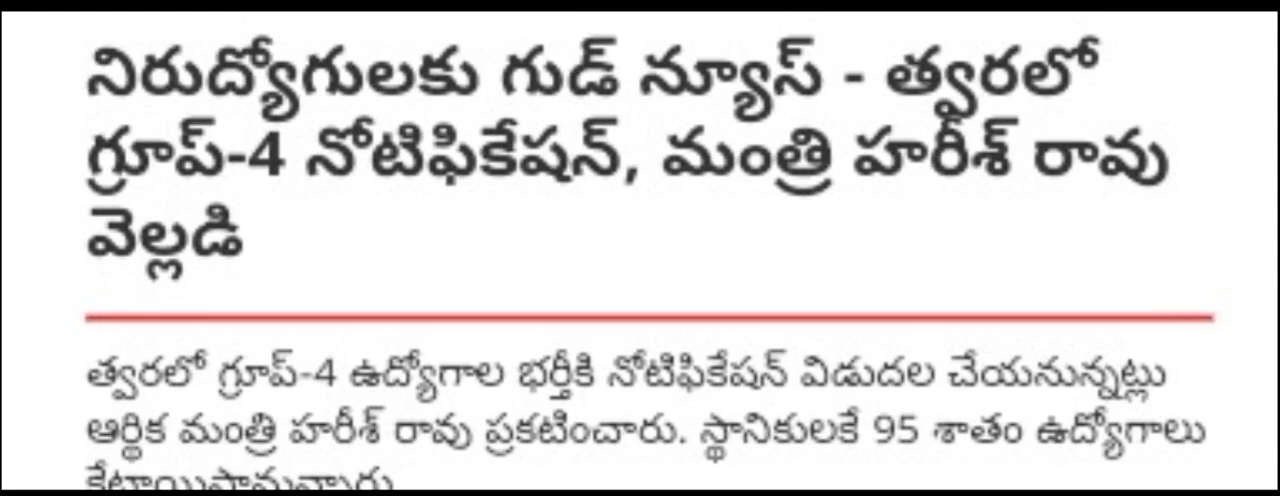 నిరుద్యోగులకు గుడ్ న్యూస్ - త్వరలో
గ్రూప్-4 నోటిఫికేషన్, మంత్రి హరీశ్ రావు
వెల్లడి
త్వరలో గ్రూప్-4 ఉద్యోగాల భర్తీకి నోటిఫికేషన్ విడుదల చేయనున్నట్లు
ఆర్థిక మంత్రి హరీశ్ రావు ప్రకటించారు. స్థానికులకే 95 శాతం ఉద్యోగాలు